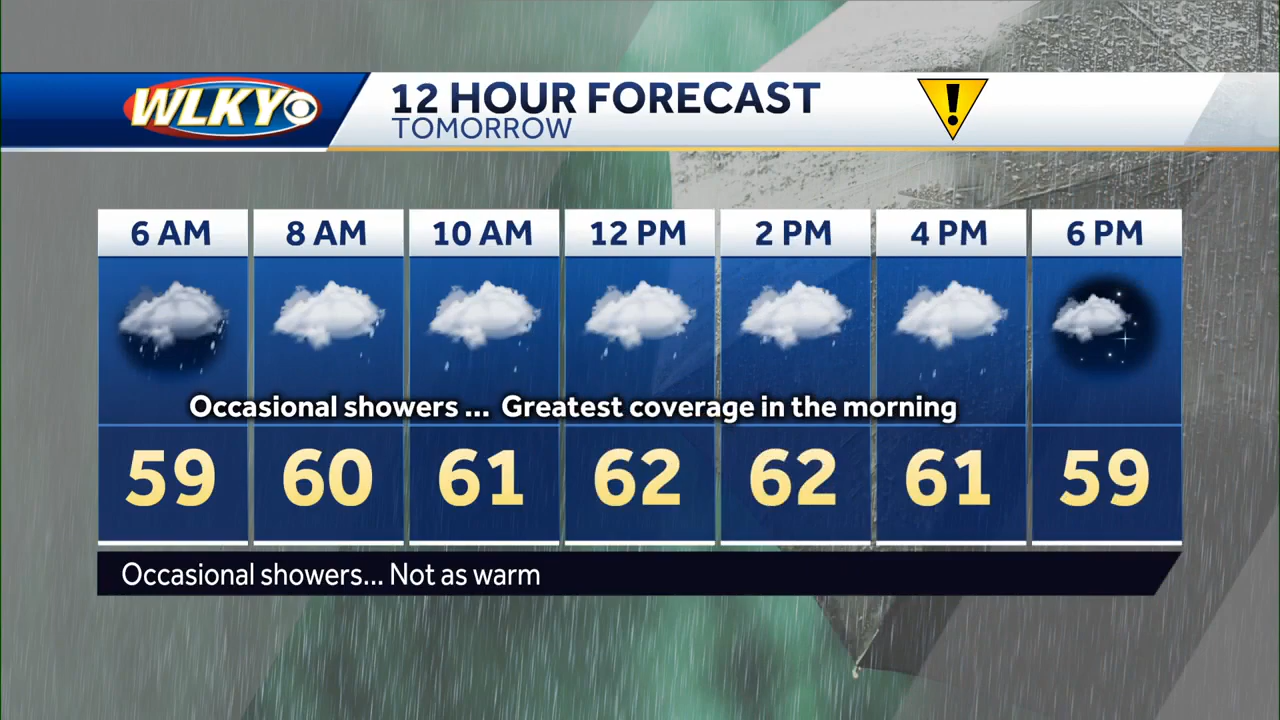 WLKY
12 HOUR FORECAST
TOMORROW
!
6 AM 8 AM 10 AM 12 PM 2 PM 4 PM 6 PM
Occasional showers ... Greatest coverage in the morning
59 60 61 62 62 61 59
Occasional showers... Not as warm